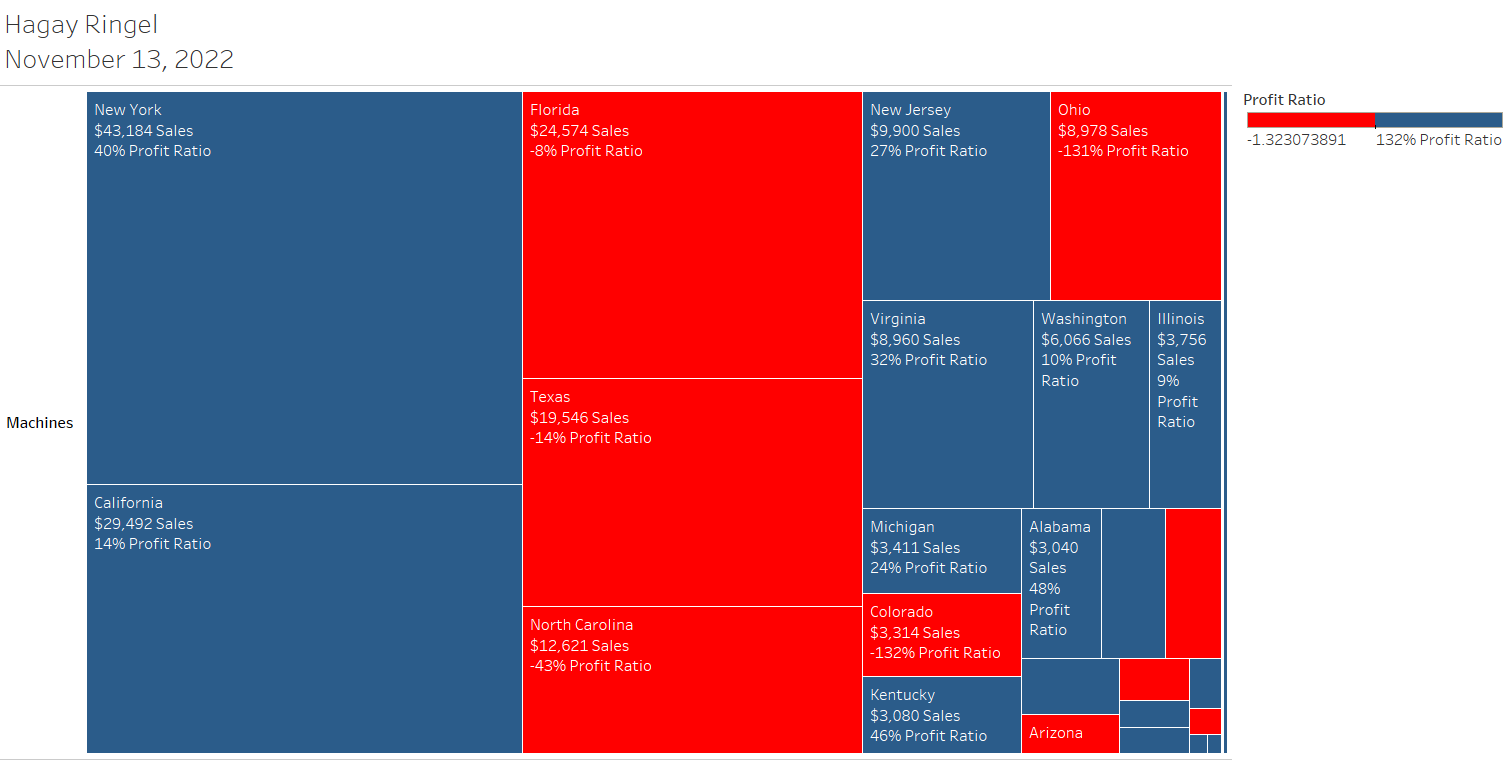 Hagay Ringel
November 13, 2022
Machines
New York
$43,184 Sales
40% Profit Ratio
California
$29,492 Sales
14% Profit Ratio
Florida
$24,574 Sales
-8% Profit Ratio
Texas
$19,546 Sales
-14% Profit Ratio
North Carolina
$12,621 Sales
-43% Profit Ratio
New Jersey
$9,900 Sales
27% Profit Ratio
Ohio
$8,978 Sales
-131% Profit Ratio
Virginia
$8,960 Sales
32% Profit Ratio
Washington
$6,066 Sales
10% Profit
Ratio
Illinois
$3,756
Sales
9%
Profit
Ratio
Michigan
$3,411 Sales
24% Profit Ratio
Colorado
$3,314 Sales
-132% Profit Ratio
Kentucky
$3,080 Sales
46% Profit Ratio
Alabama
$3,040
Sales
48%
Profit
Ratio
Arizona
Profit Ratio
-1.323073891
132% Profit Ratio